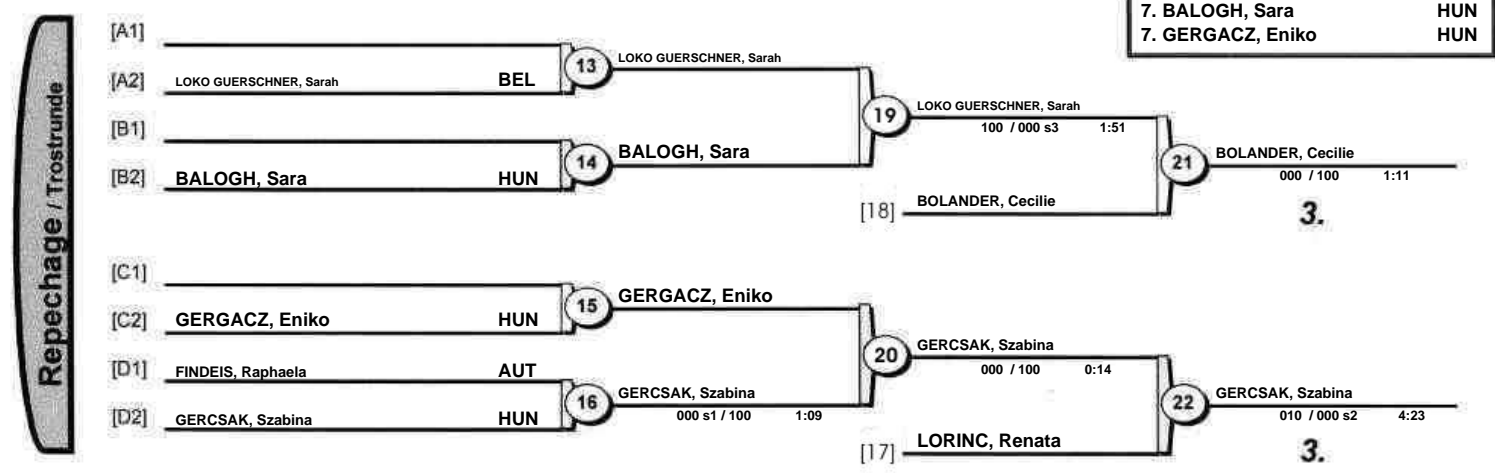 7. BALOGH, Sara HUN
7. GERGACZ, Eniko HUN
Repechage / Trostrunde
[A1]
13 LOKO GUERSCHNER, Sarah
[A2] LOKO GUERSCHNER, Sarah BEL
19 LOKO GUERSCHNER, Sarah
100 / 000 s3 1:51
[B1]
14 BALOGH, Sara
[B2] BALOGH, Sara HUN
21 BOLANDER, Cecilie
000 / 100 1:11
[18] BOLANDER, Cecilie
3.
[C1]
15 GERGACZ, Eniko
[C2] GERGACZ, Eniko HUN
20 GERCSAK, Szabina
000 / 100 0:14
[D1] FINDEIS, Raphaela AUT
16 GERCSAK, Szabina
000 s1 / 100 1:09
[D2] GERCSAK, Szabina HUN
22 GERCSAK, Szabina
010 / 000 s2 4:23
[17] LORINC, Renata
3.